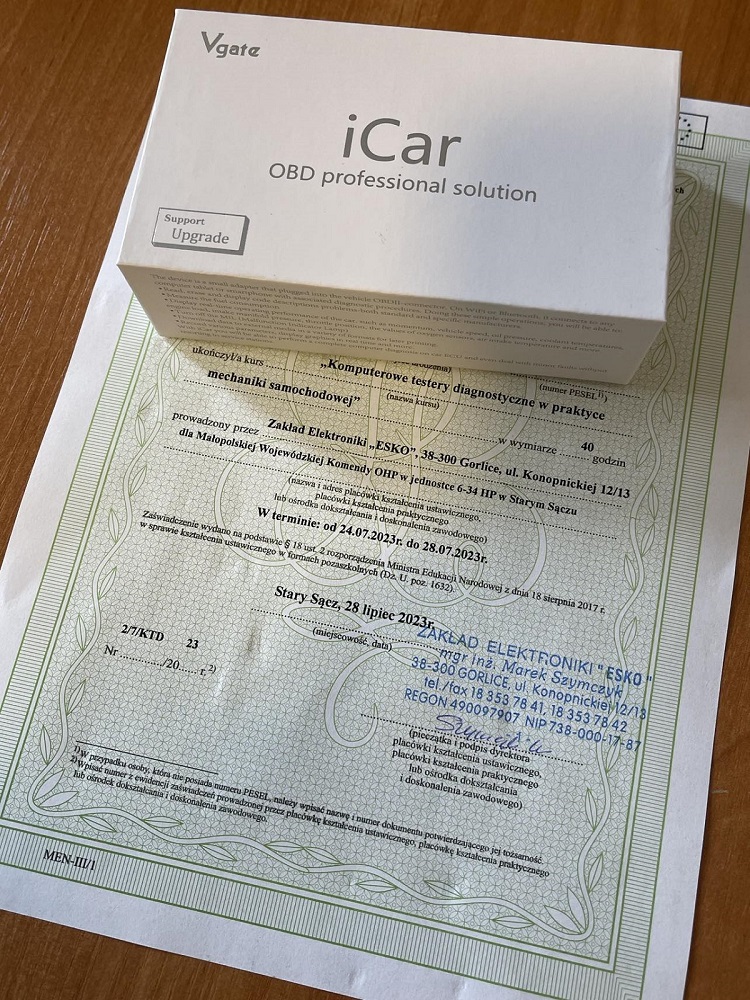 Vgate
iCar
OBD professional solution
Support
Upgrade
ukończył/a kurs
„Komputerowe testery diagnostyczne w praktyce
(numer PESEL¹⁾)
mechaniki samochodowej”
(nazwa kursu)
w wymiarze 40 godzin
prowadzony przez Zakład Elektroniki „ESKO”, 38-300 Gorlice, ul. Konopnickiej 12/13
dla Małopolskiej Wojewódzkiej Komendy OHP w jednostce 6-34 HP w Starym Sączu
(nazwa i adres placówki kształcenia ustawicznego,
placówki kształcenia praktycznego
lub ośrodka dokształcania i doskonalenia zawodowego)
W terminie: od 24.07.2023r. do 28.07.2023r.
Zaświadczenie wydano na podstawie § 18 ust. 2 rozporządzenia Ministra Edukacji Narodowej z dnia 18 sierpnia 2017 r.
w sprawie kształcenia ustawicznego w formach pozaszkolnych (Dz. U. poz. 1632).
Stary Sącz, 28 lipiec 2023r.
(miejscowość, data)
2/7/KTD 23
Nr ............/20..... r.²⁾
ZAKŁAD ELEKTRONIKI "ESKO"
mgr inż. Marek Szymczyk
38-300 GORLICE, ul. Konopnickiej 12/13
tel./fax 18 353 78 41, 18 353 78 42
REGON 490097907 NIP 738-000-17-87
(pieczątka i podpis dyrektora
placówki kształcenia ustawicznego,
placówki kształcenia praktycznego
lub ośrodka dokształcania
i doskonalenia zawodowego)
¹⁾ W przypadku osoby, która nie posiada numeru PESEL, należy wpisać nazwę i numer dokumentu potwierdzającego jej tożsamość.
²⁾ Wpisać numer z ewidencji zaświadczeń prowadzonej przez placówkę kształcenia ustawicznego, placówkę kształcenia praktycznego
lub ośrodek dokształcania i doskonalenia zawodowego.
MEN-III/1